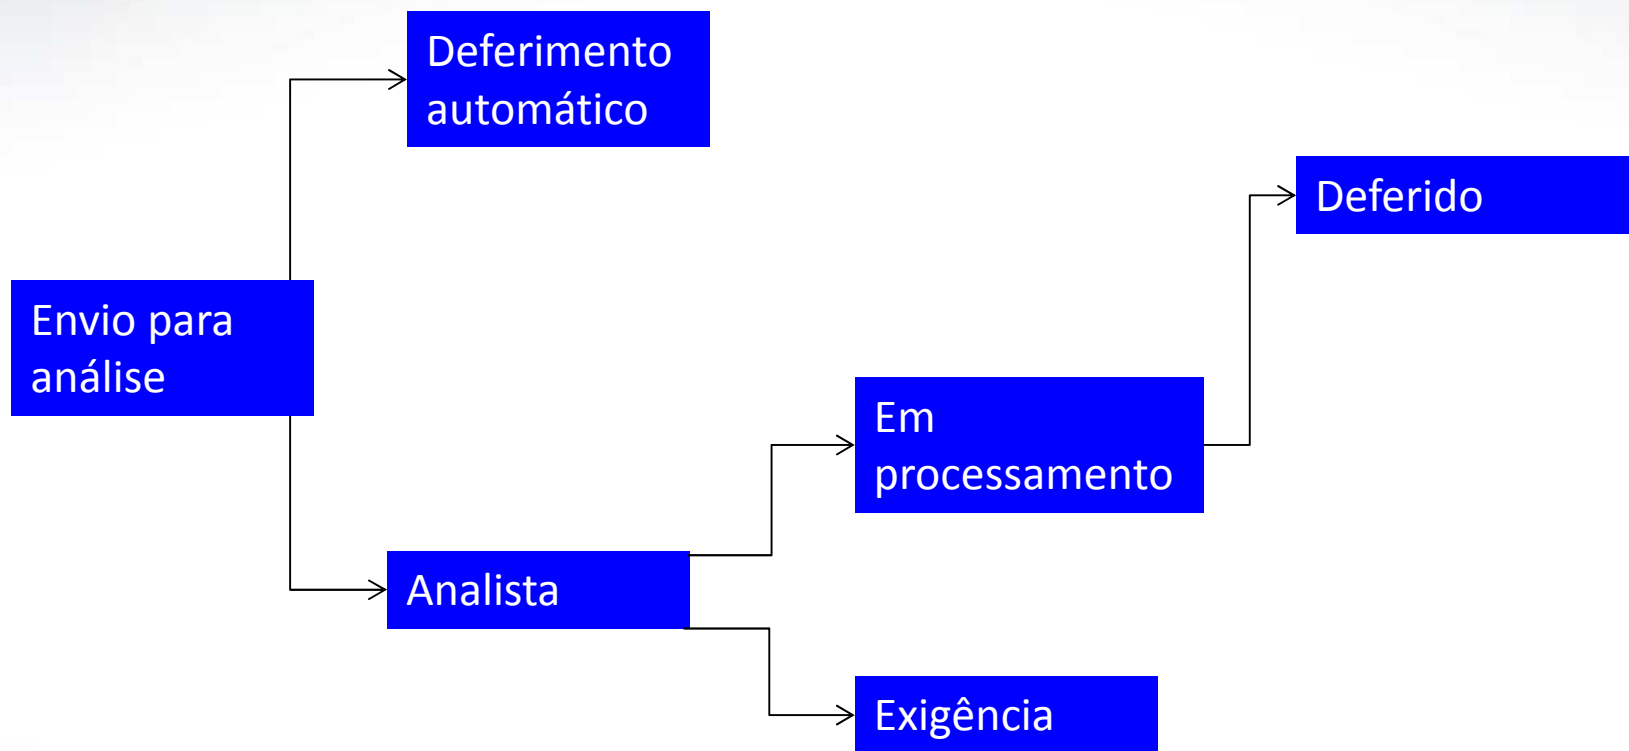 Deferimento
automático
Deferido
Envio para
análise
Em
processamento
Analista
Exigência